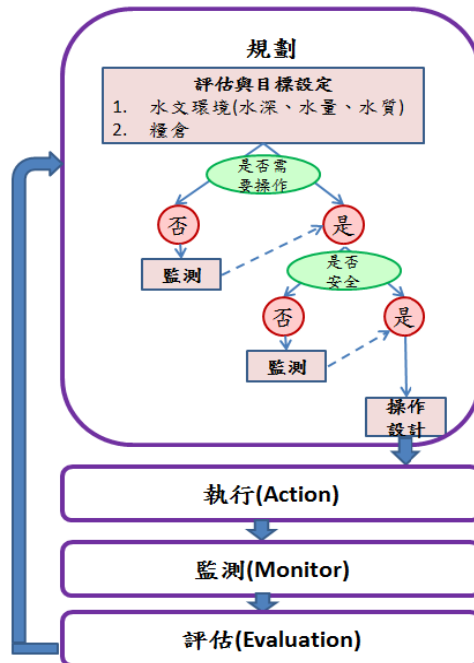 規劃
評估與目標設定
1. 水文環境(水深、水量、水質)
2. 糧倉
是否需
要操作
否
是
監測
是否
安全
否
是
監測
操作
設計
執行(Action)
監測(Monitor)
評估(Evaluation)